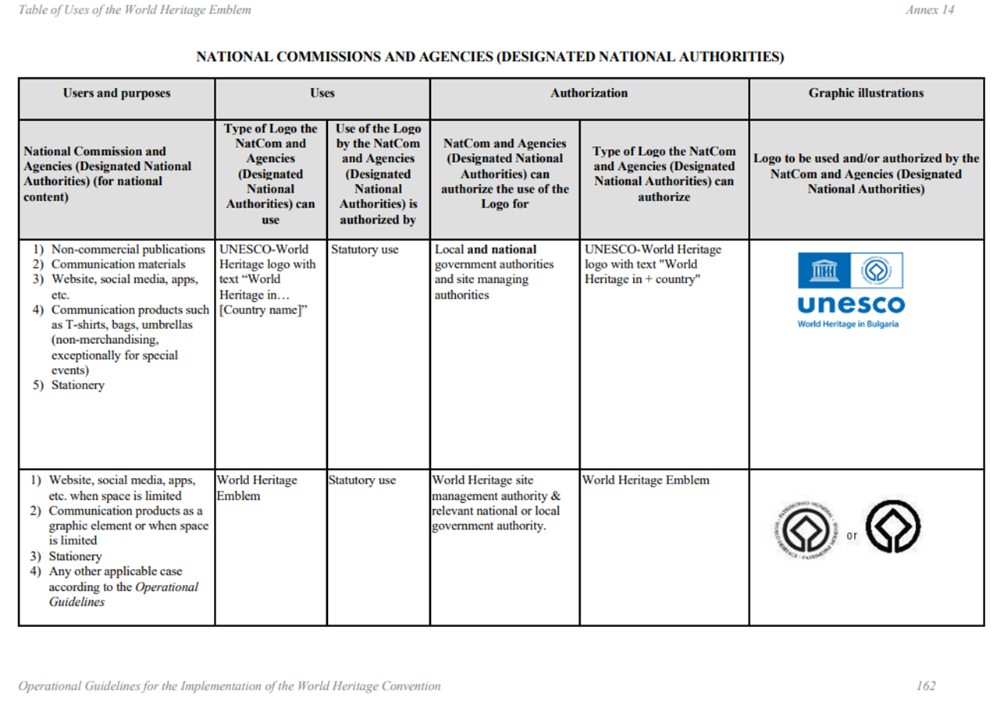 Table of Uses of the World Heritage Emblem
Annex 14
NATIONAL COMMISSIONS AND AGENCIES (DESIGNATED NATIONAL AUTHORITIES)
Users and purposes
Uses
Authorization
Graphic illustrations
National Commission and
Agencies (Designated National
Authorities) (for national
content)
Type of Logo the
NatCom and
Agencies
(Designated
National
Authorities) can
use
Use of the Logo
by the NatCom
and Agencies
(Designated
National
Authorities) is
authorized by
NatCom and Agencies
(Designated National
Authorities) can
authorize the use of the
Logo for
Type of Logo the NatCom
and Agencies (Designated
National Authorities) can
authorize
Logo to be used and/or authorized by the
NatCom and Agencies (Designated
National Authorities)
1) Non-commercial publications
2) Communication materials
3) Website, social media, apps,
etc.
4) Communication products such
as T-shirts, bags, umbrellas
(non-merchandising,
exceptionally for special
events)
5) Stationery
UNESCO-World
Heritage logo with
text “World
Heritage in…
[Country name]”
Statutory use
Local and national
government authorities
and site managing
authorities
UNESCO-World Heritage
logo with text "World
Heritage in + country"
unesco
World Heritage in Bulgaria
1) Website, social media, apps,
etc. when space is limited
2) Communication products as a
graphic element or when space
is limited
3) Stationery
4) Any other applicable case
according to the Operational
Guidelines
World Heritage
Emblem
Statutory use
World Heritage site
management authority &
relevant national or local
government authority.
World Heritage Emblem
WORLD HERITAGE · PATRIMOINE MONDIAL · PATRIMONIO MUNDIAL
or
Operational Guidelines for the Implementation of the World Heritage Convention
162